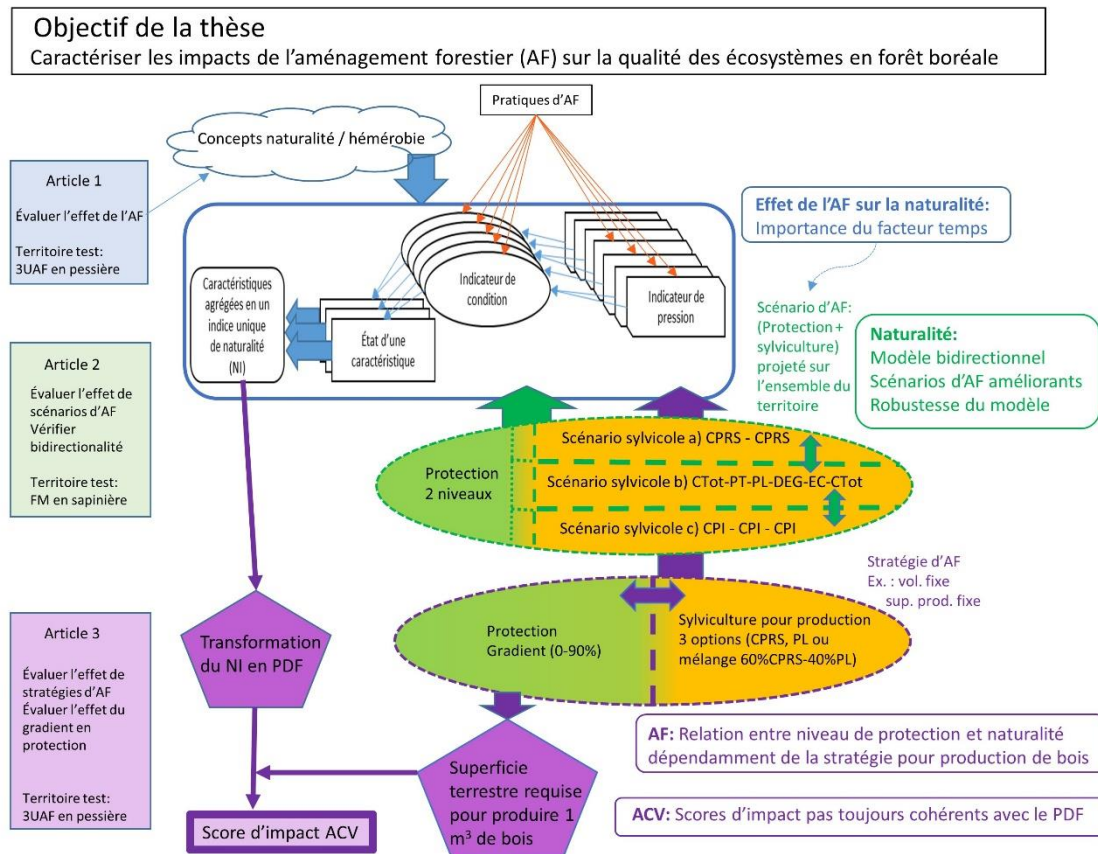 Objectif de la thèse
Caractériser les impacts de l'aménagement forestier (AF) sur la qualité des écosystèmes en forêt boréale
Pratiques d'AF
Concepts naturalité / hémérobie
Article 1
Évaluer l'effet de l'AF
Territoire test:
3UAF en pessière
Caractéristiques
agrégées en un
indice unique
de naturalité
(NI)
État d'une
caractéristique
Indicateur de
condition
Indicateur de
pression
Effet de l'AF sur la naturalité:
Importance du facteur temps
Scénario d'AF:
(Protection +
sylviculture)
projeté sur
l'ensemble du
territoire
Naturalité:
Modèle bidirectionnel
Scénarios d'AF améliorants
Robustesse du modèle
Article 2
Évaluer l'effet de
scénarios d'AF
Vérifier
bidirectionalité
Territoire test:
FM en sapinière
Protection
2 niveaux
Scénario sylvicole a) CPRS - CPRS
Scénario sylvicole b) CTot-PT-PL-DEG-EC-CTot
Scénario sylvicole c) CPI - CPI - CPI
Stratégie d'AF
Ex. : vol. fixe
sup. prod. fixe
Article 3
Évaluer l'effet de
stratégies d'AF
Évaluer l'effet du
gradient en
protection
Territoire test:
3UAF en pessière
Transformation
du NI en PDF
Protection
Gradient (0-90%)
Sylviculture pour production
3 options (CPRS, PL ou
mélange 60%CPRS-40%PL)
Superficie
terrestre requise
pour produire 1
m³ de bois
Score d'impact ACV
AF: Relation entre niveau de protection et naturalité
dépendamment de la stratégie pour production de bois
ACV: Scores d'impact pas toujours cohérents avec le PDF